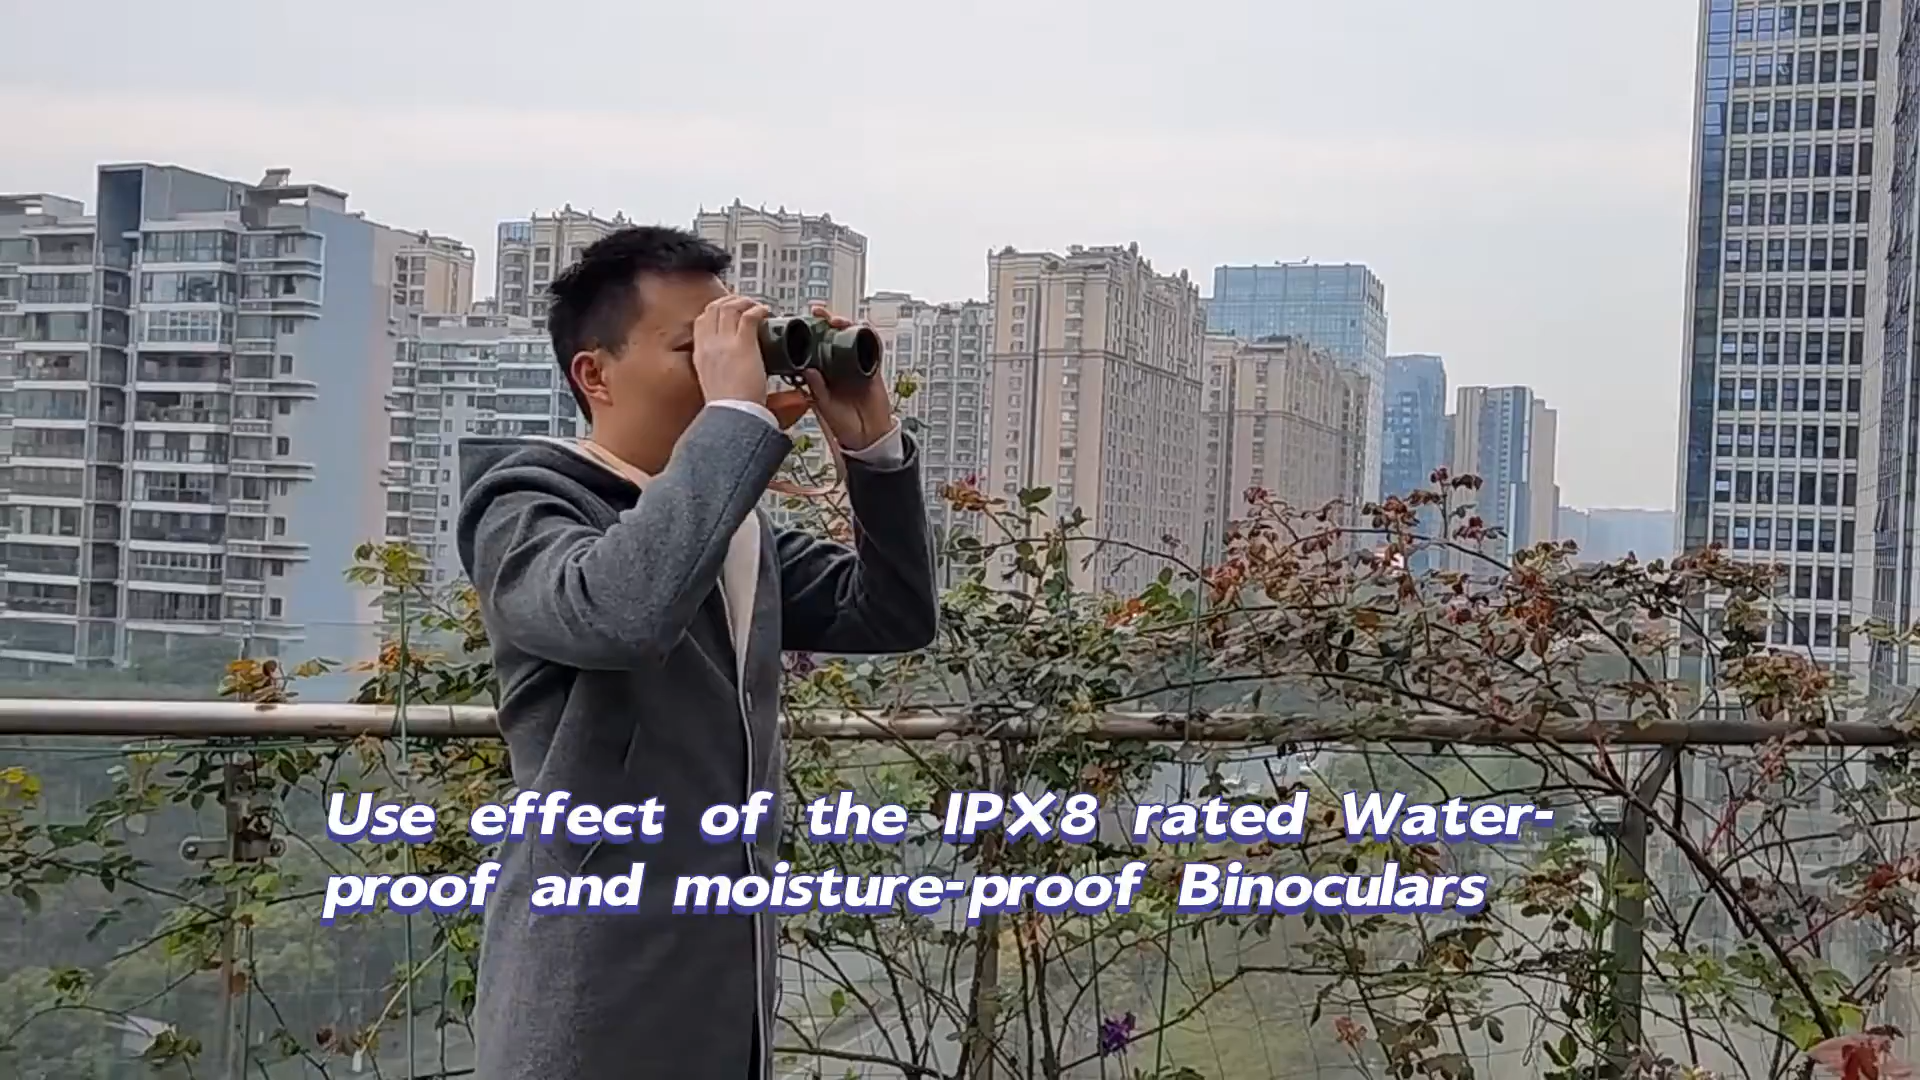 Use effect of the IPX8 rated Water-
proof and moisture-proof Binoculars